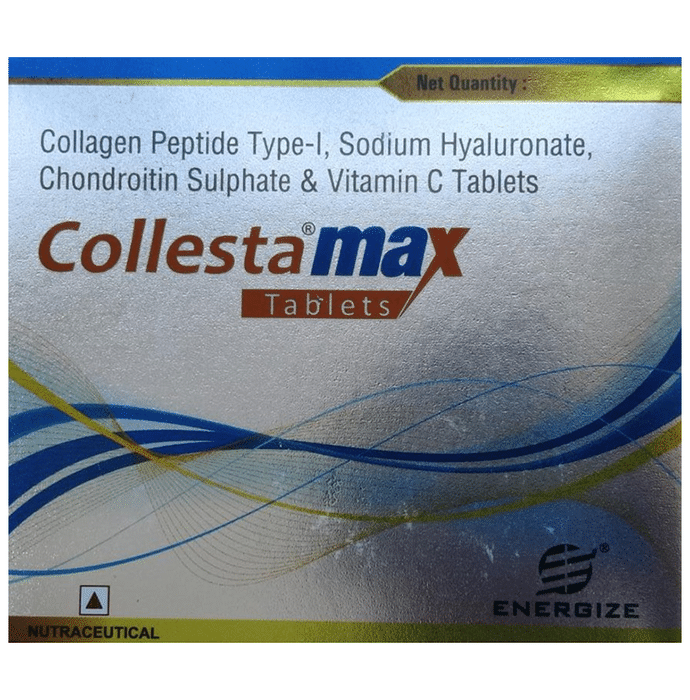 Net Quantity :
Collagen Peptide Type-I, Sodium Hyaluronate,
Chondroitin Sulphate & Vitamin C Tablets
Collesta® max
Tablets
®
ENERGIZE
NUTRACEUTICAL